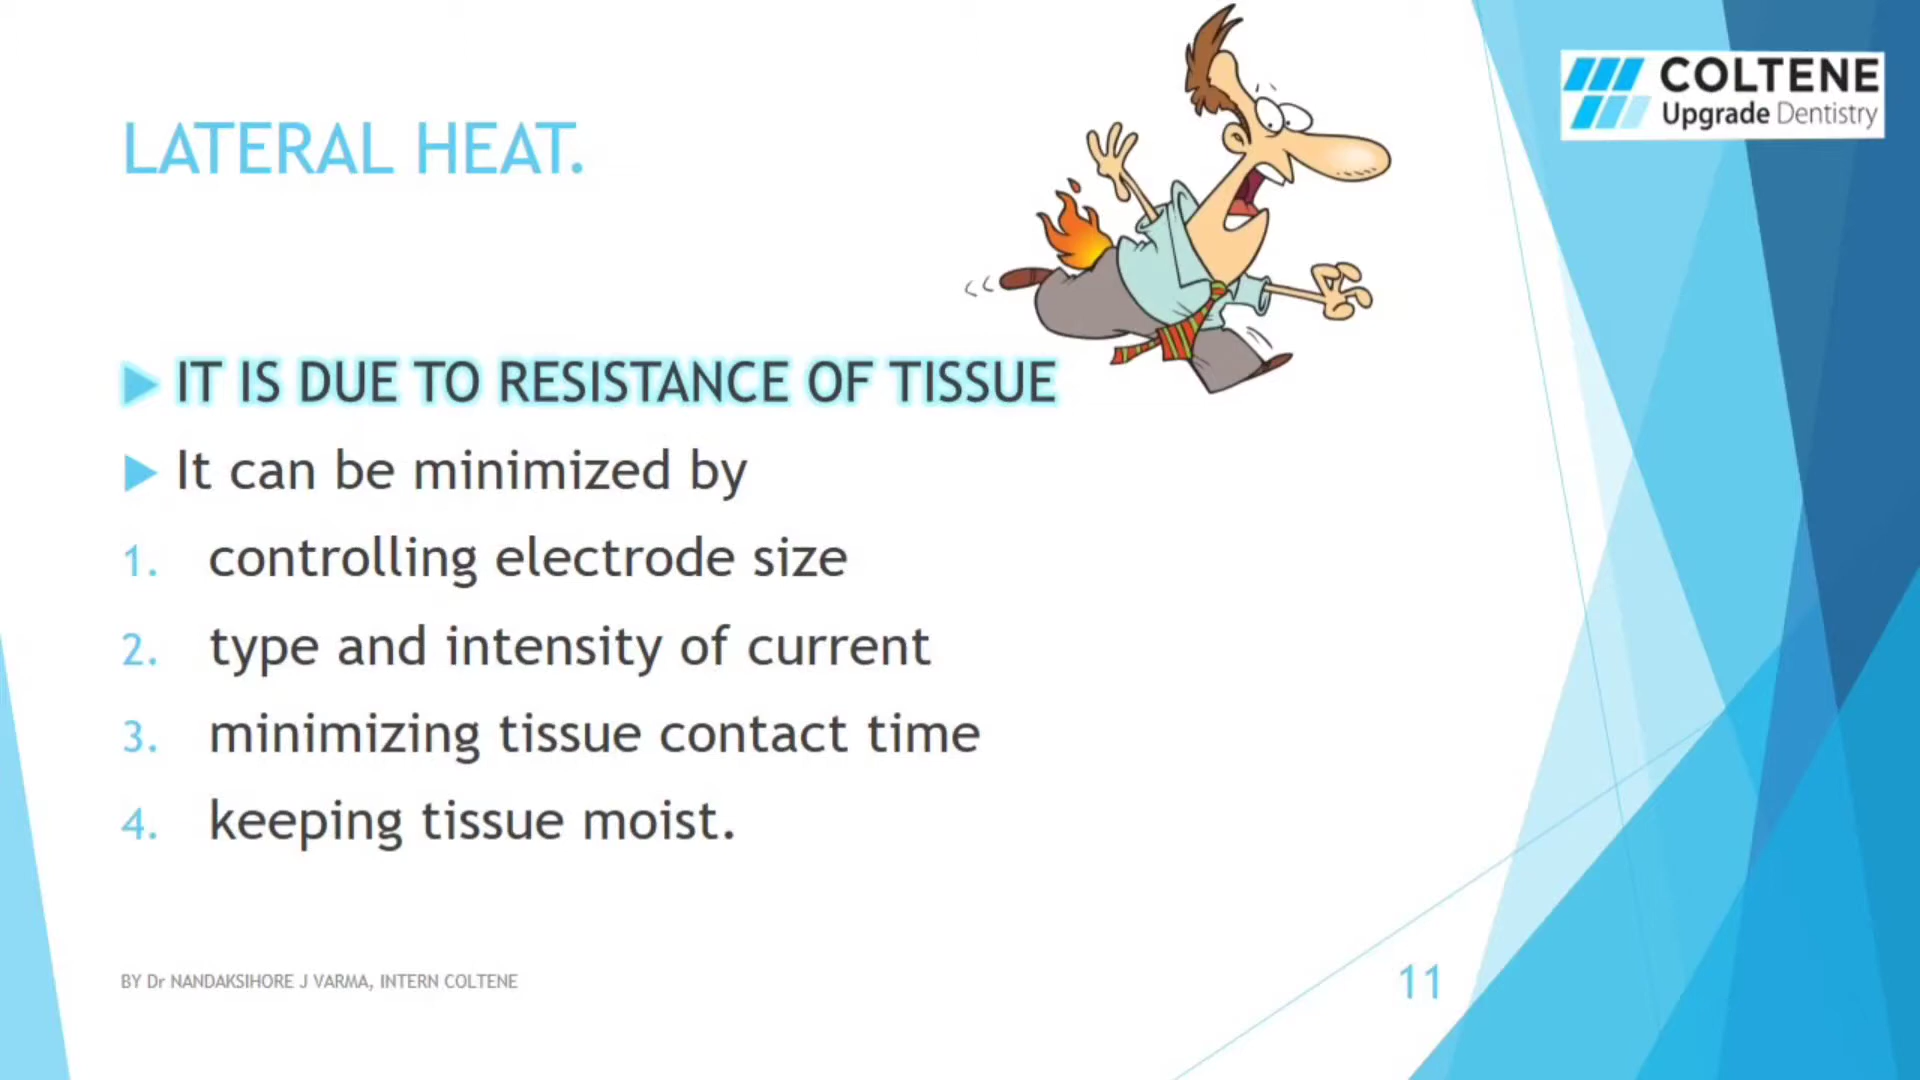 COLTENE
Upgrade Dentistry
LATERAL HEAT.
IT IS DUE TO RESISTANCE OF TISSUE
It can be minimized by
1. controlling electrode size
2. type and intensity of current
3. minimizing tissue contact time
4. keeping tissue moist.
BY Dr NANDAKSIHORE J VARMA, INTERN COLTENE
11